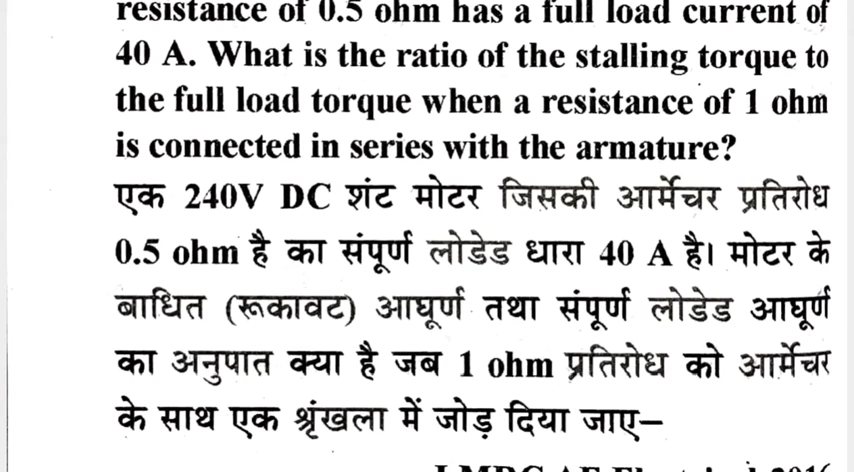 resistance of 0.5 ohm has a full load current of
40 A. What is the ratio of the stalling torque to
the full load torque when a resistance of 1 ohm
is connected in series with the armature?
एक 240V DC शंट मोटर जिसकी आर्मेचर प्रतिरोध
0.5 ohm है का संपूर्ण लोडेड धारा 40 A है। मोटर के
बाधित (रूकावट) आघूर्ण तथा संपूर्ण लोडेड आघूर्ण
का अनुपात क्या है जब 1 ohm प्रतिरोध को आर्मेचर
के साथ एक श्रृंखला में जोड़ दिया जाए–